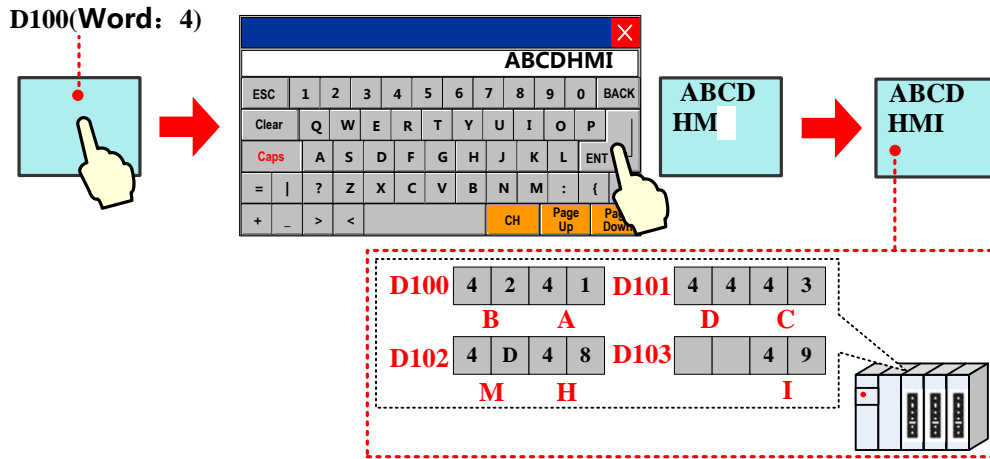 D100(Word：4)
ABCDHMI
ESC 1 2 3 4 5 6 7 8 9 0 BACK
Clear Q W E R T Y U I O P
Caps A S D F G H J K L ENT
= | ? Z X C V B N M : {
+ _ > < CH Page Up Page Down
ABCD
HM
ABCD
HMI
D100 4 2 4 1 D101 4 4 4 3
B A D C
D102 4 D 4 8 D103 4 9
M H I